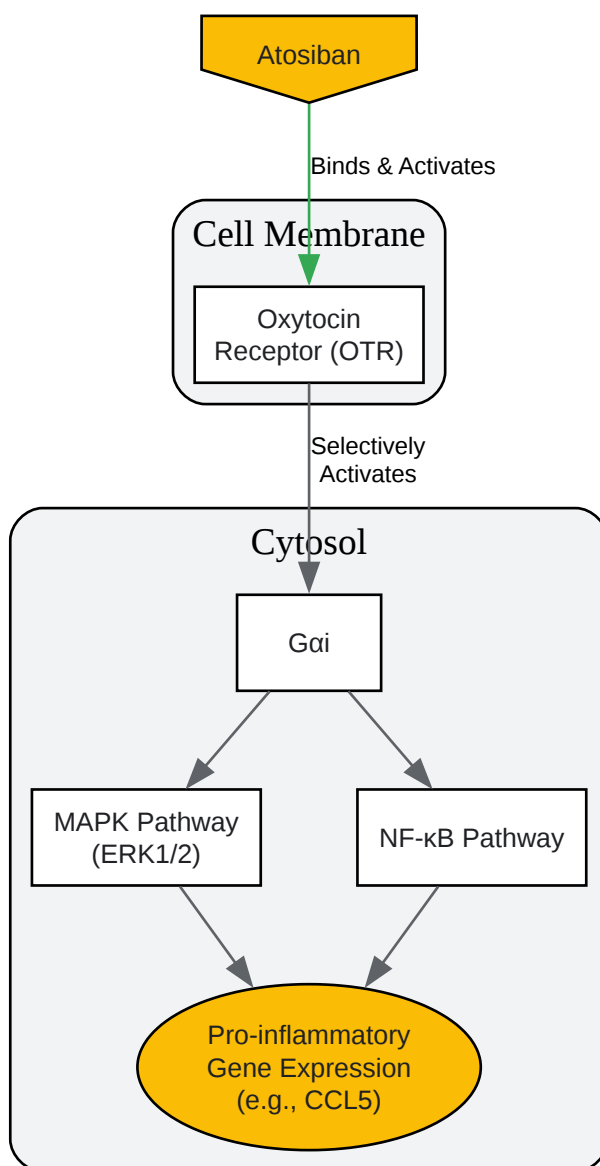 Atosiban
Binds & Activates
Cell Membrane
Oxytocin
Receptor (OTR)
Selectively
Activates
Cytosol
Gαi
MAPK Pathway
(ERK1/2)
NF-κB Pathway
Pro-inflammatory
Gene Expression
(e.g., CCL5)